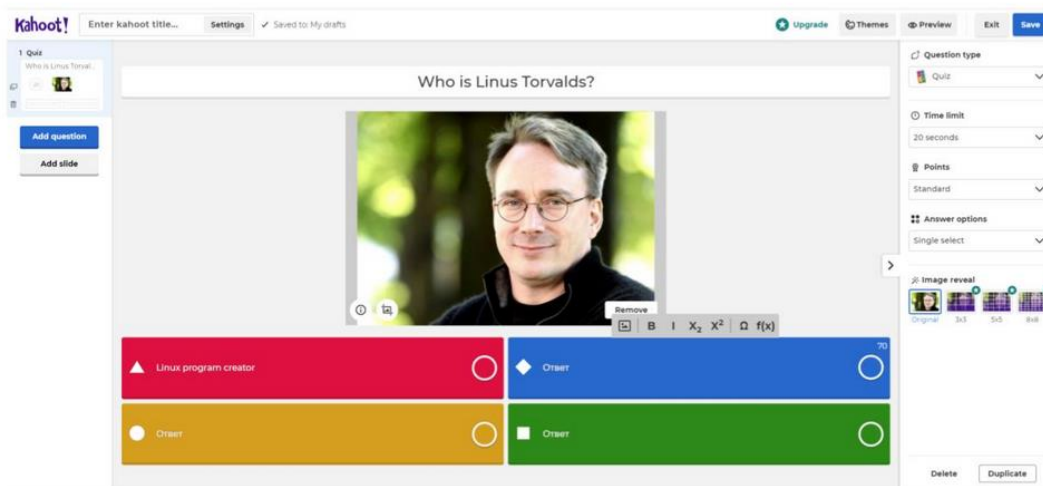 Kahoot!
Enter kahoot title...
Settings
Saved to: My drafts
Upgrade
Themes
Preview
Exit
Save
1 Quiz
Who is Linus Torval...
Add question
Add slide
Who is Linus Torvalds?
Remove
B I X₂ X² Ω f(x)
Linux program creator
70
Ответ
Ответ
Ответ
Question type
Quiz
Time limit
20 seconds
Points
Standard
Answer options
Single select
Image reveal
Original 3x3 5x5 8x8
Delete
Duplicate